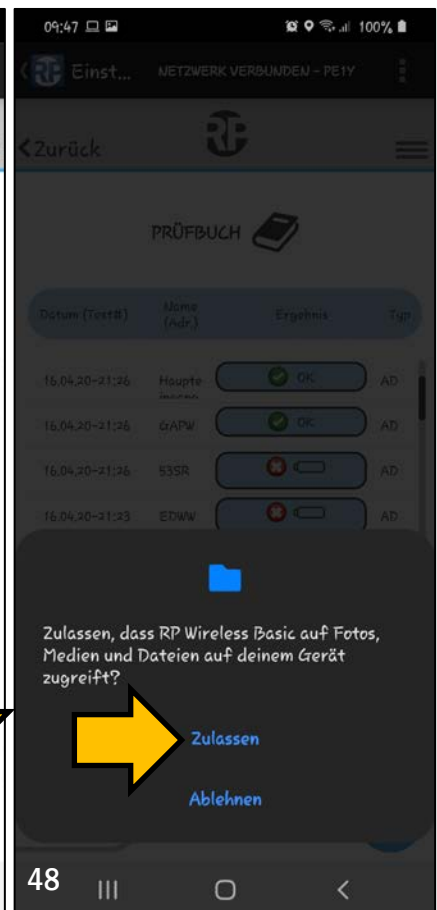 09:47 100%
RP Einst... NETZWERK VERBUNDEN - PE1Y
Zurück RP
PRÜFBUCH
Datum (Test#) Name (Adr.) Ergebnis Typ
16.04.20-21:26 Haupte OK AD
16.04.20-21:26 GAPW OK AD
16.04.20-21:26 53SR AD
16.04.20-21:23 EDWW AD
Zulassen, dass RP Wireless Basic auf Fotos,
Medien und Dateien auf deinem Gerät
zugreift?
Zulassen
Ablehnen
48